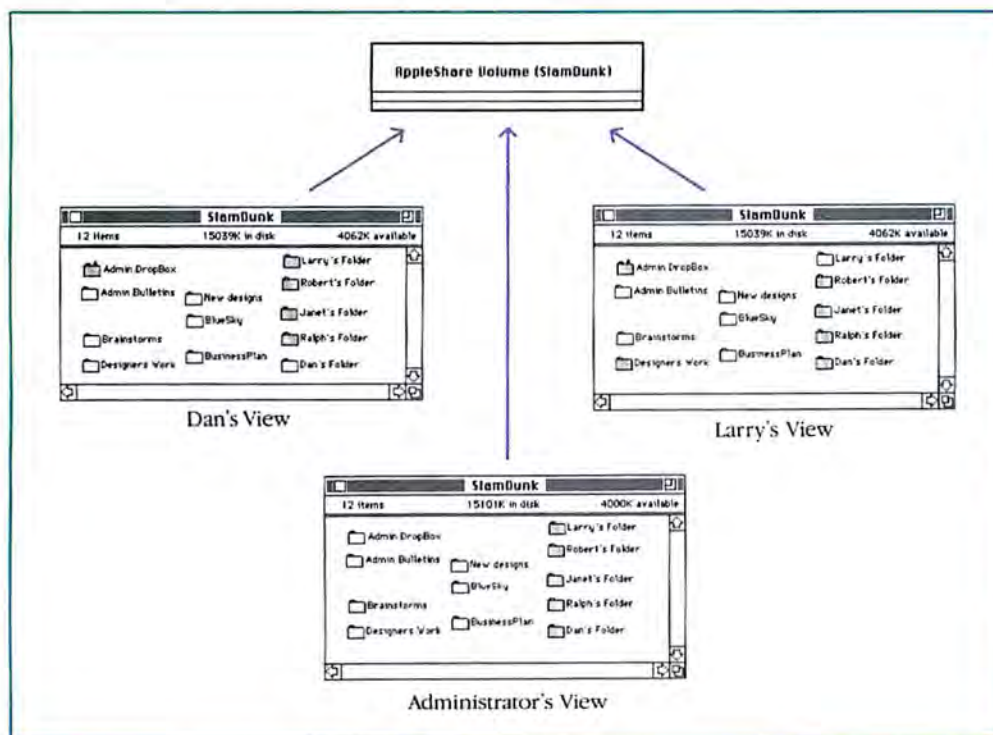 AppleShare Volume (SlamDunk)
SlamDunk
12 items 15039K in disk 4062K available
Admin DropBox
Admin Bulletins
Brainstorms
Designers Work
New designs
BlueSky
BusinessPlan
Larry's Folder
Robert's Folder
Janet's Folder
Ralph's Folder
Dan's Folder
Dan's View
SlamDunk
12 items 15039K in disk 4062K available
Admin DropBox
Admin Bulletins
Brainstorms
Designers Work
New designs
BlueSky
BusinessPlan
Larry's Folder
Robert's Folder
Janet's Folder
Ralph's Folder
Dan's Folder
Larry's View
SlamDunk
12 items 15101K in disk 4000K available
Admin DropBox
Admin Bulletins
Brainstorms
Designers Work
New designs
BlueSky
BusinessPlan
Larry's Folder
Robert's Folder
Janet's Folder
Ralph's Folder
Dan's Folder
Administrator's View